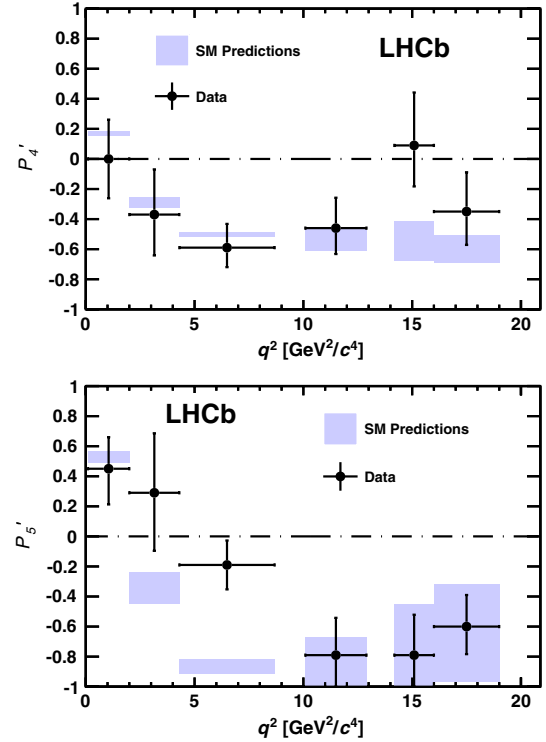 LHCb
SM Predictions
Data
P4′
1
0.8
0.6
0.4
0.2
0
-0.2
-0.4
-0.6
-0.8
-1
0 5 10 15 20
q² [GeV²/c⁴]
LHCb
SM Predictions
Data
P5′
1
0.8
0.6
0.4
0.2
0
-0.2
-0.4
-0.6
-0.8
-1
0 5 10 15 20
q² [GeV²/c⁴]